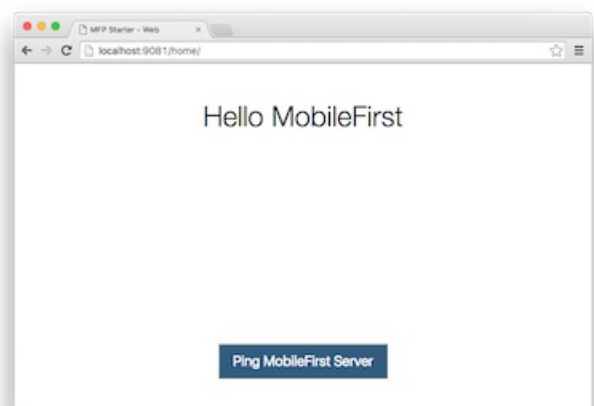 MFP Starter - Web
localhost:9081/home/
Hello MobileFirst
Ping MobileFirst Server